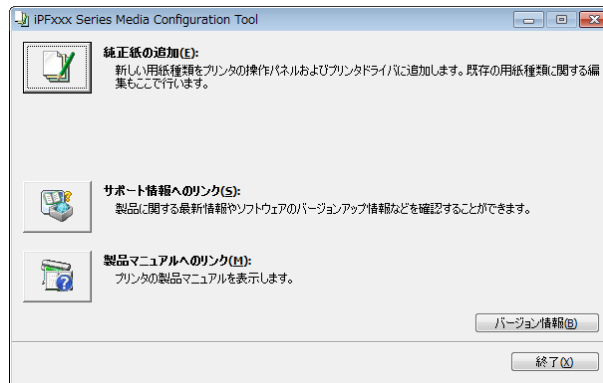 iPFxxx Series Media Configuration Tool
純正紙の追加(E):
新しい用紙種類をプリンタの操作パネルおよびプリンタドライバに追加します。既存の用紙種類に関する編
集もここで行います。
サポート情報へのリンク(S):
製品に関する最新情報やソフトウェアのバージョンアップ情報などを確認することができます。
製品マニュアルへのリンク(M):
プリンタの製品マニュアルを表示します。
バージョン情報(B)
終了(X)